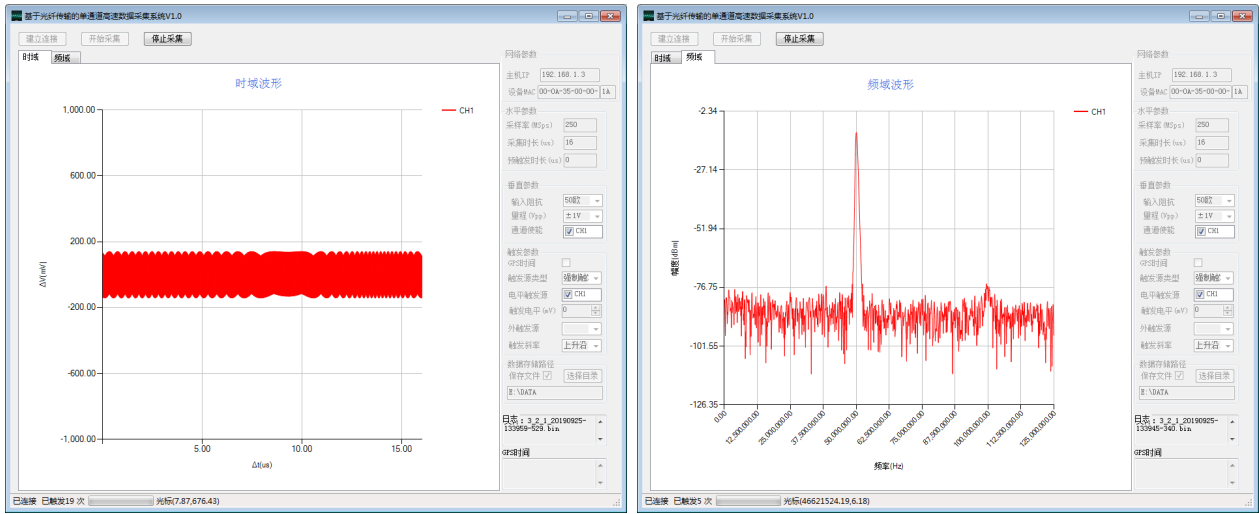 基于光纤传输的单通道高速数据采集系统V1.0
建立连接 开始采集 停止采集
时域 频域
时域波形
CH1
1,000.00
600.00
200.00
-200.00
-600.00
-1,000.00
ΔV(mV)
5.00 10.00 15.00
Δt(us)
网络参数
主机IP 192.168.1.3
设备MAC 00-0A-35-00-00- 1A
水平参数
采样率(MSps) 250
采集时长(us) 16
预触发时长(us) 0
垂直参数
输入阻抗 50欧
量程(Vpp) ±1V
通道使能 CH1
触发参数
GPS时间
触发源类型 强制触
电平触发源 CH1
触发电平(mV) 0
外触发源
触发斜率 上升沿
数据存储路径
保存文件 选择目录
E:\DATA
日志：3_2_1_20190925-
133959-529.bin
GPS时间
已连接 已触发19 次 光标(7.87,676.43)
基于光纤传输的单通道高速数据采集系统V1.0
建立连接 开始采集 停止采集
时域 频域
频域波形
CH1
-2.34
-27.14
-51.94
-76.75
-101.55
-126.35
幅度(dBm)
0.00 12,500,000.00 25,000,000.00 37,500,000.00 50,000,000.00 62,500,000.00 75,000,000.00 87,500,000.00 100,000,000.00 112,500,000.00 125,000,000.00
频率(Hz)
网络参数
主机IP 192.168.1.3
设备MAC 00-0A-35-00-00- 1A
水平参数
采样率(MSps) 250
采集时长(us) 16
预触发时长(us) 0
垂直参数
输入阻抗 50欧
量程(Vpp) ±1V
通道使能 CH1
触发参数
GPS时间
触发源类型 强制触
电平触发源 CH1
触发电平(mV) 0
外触发源
触发斜率 上升沿
数据存储路径
保存文件 选择目录
E:\DATA
日志：3_2_1_20190925-
133945-340.bin
GPS时间
已连接 已触发5 次 光标(46621524.19,6.18)